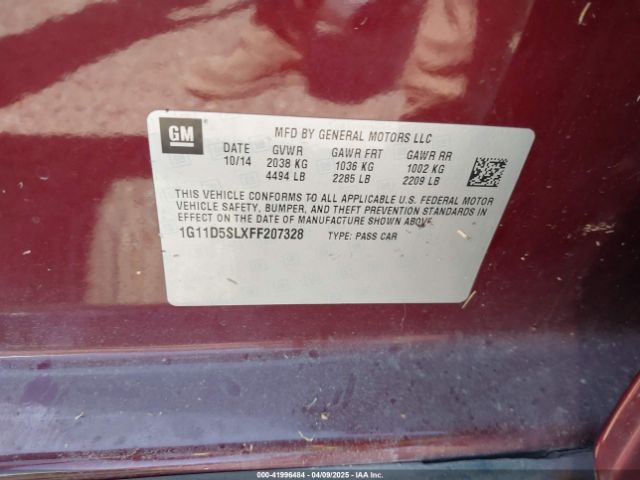 GM
MFD BY GENERAL MOTORS LLC
DATE GVWR GAWR FRT GAWR RR
10/14 2038 KG 1036 KG 1002 KG
4494 LB 2285 LB 2209 LB
THIS VEHICLE CONFORMS TO ALL APPLICABLE U.S. FEDERAL MOTOR
VEHICLE SAFETY, BUMPER, AND THEFT PREVENTION STANDARDS IN
EFFECT ON THE DATE OF MANUFACTURE SHOWN ABOVE.
1G11D5SLXFF207328 TYPE: PASS CAR
000-41996484 | 04/09/2025 | IAAI.COM